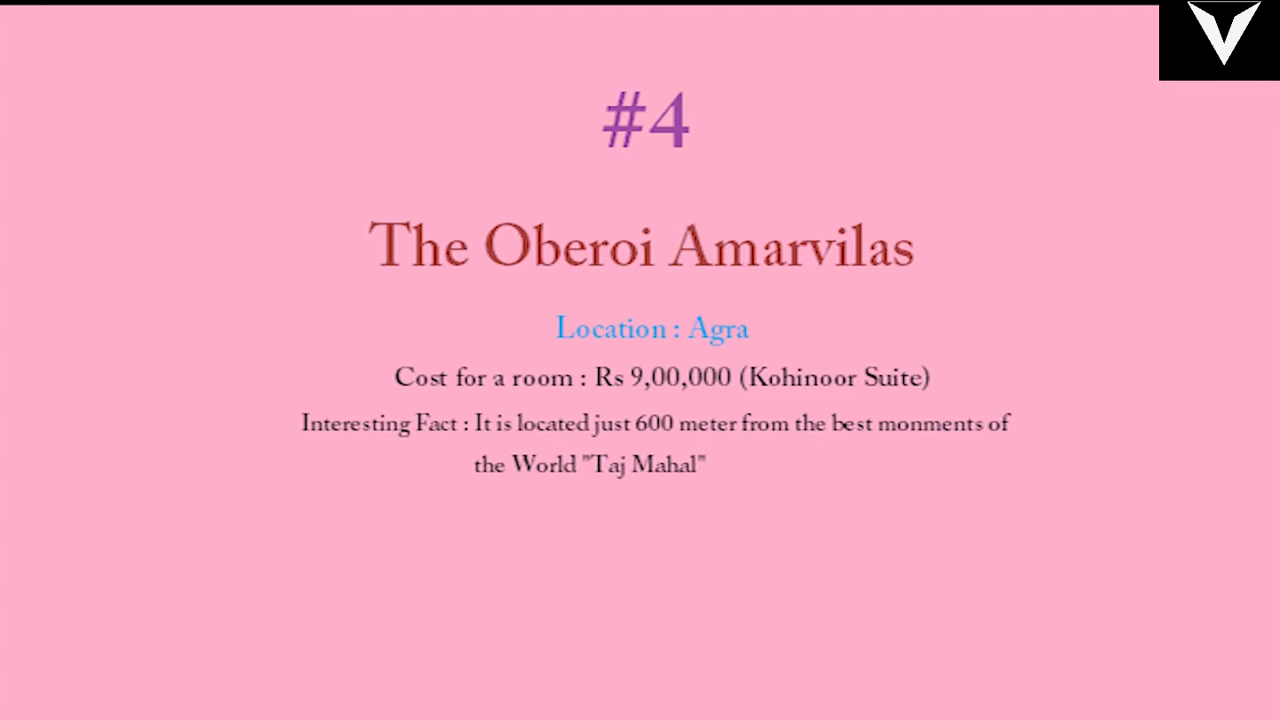 #4
The Oberoi Amarvilas
Location : Agra
Cost for a room : Rs 9,00,000 (Kohinoor Suite)
Interesting Fact : It is located just 600 meter from the best monments of
the World "Taj Mahal"